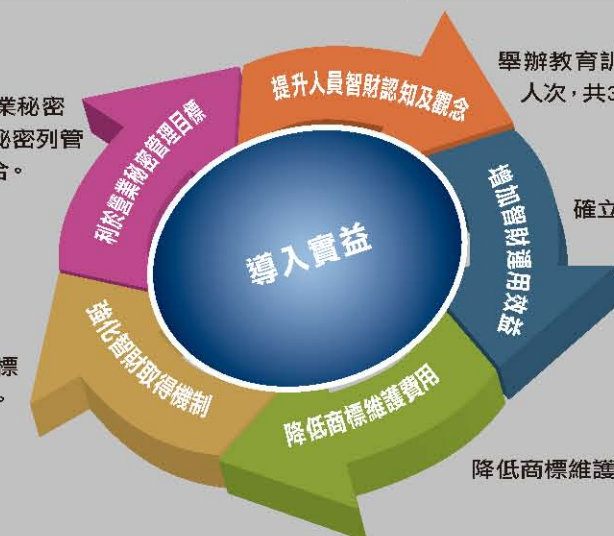 提升人員智財認知及觀念
舉辦教育訓
人次，共3
增加智財運用效益
確立
降低商標維護費用
降低商標維護
強化智財取得機制
標
。
利於營業秘密管理目標
業秘密
秘密列管
合。
導入實益